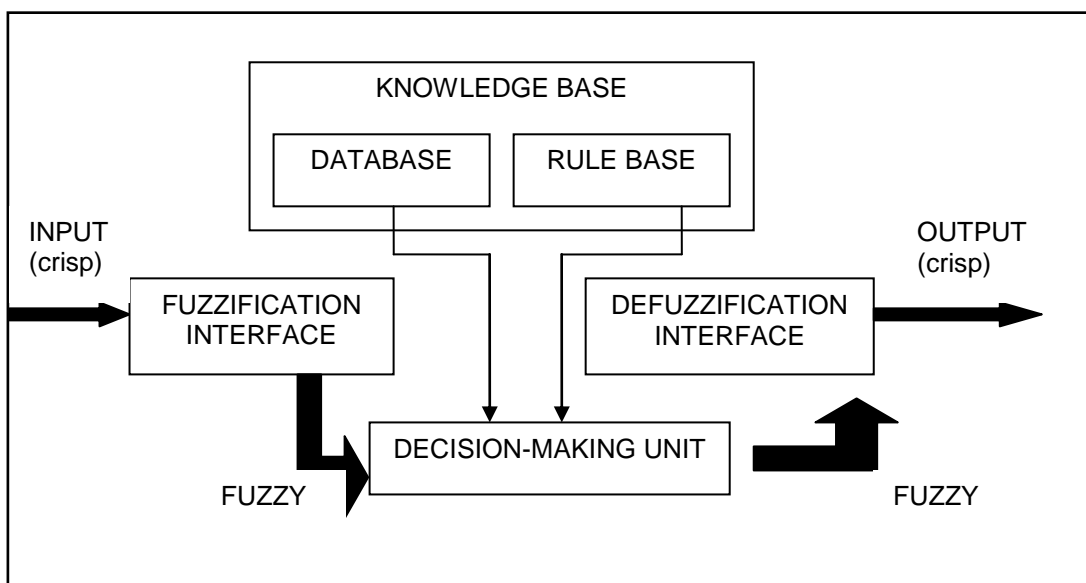 KNOWLEDGE BASE
DATABASE
RULE BASE
INPUT
(crisp)
OUTPUT
(crisp)
FUZZIFICATION
INTERFACE
DEFUZZIFICATION
INTERFACE
DECISION-MAKING UNIT
FUZZY
FUZZY